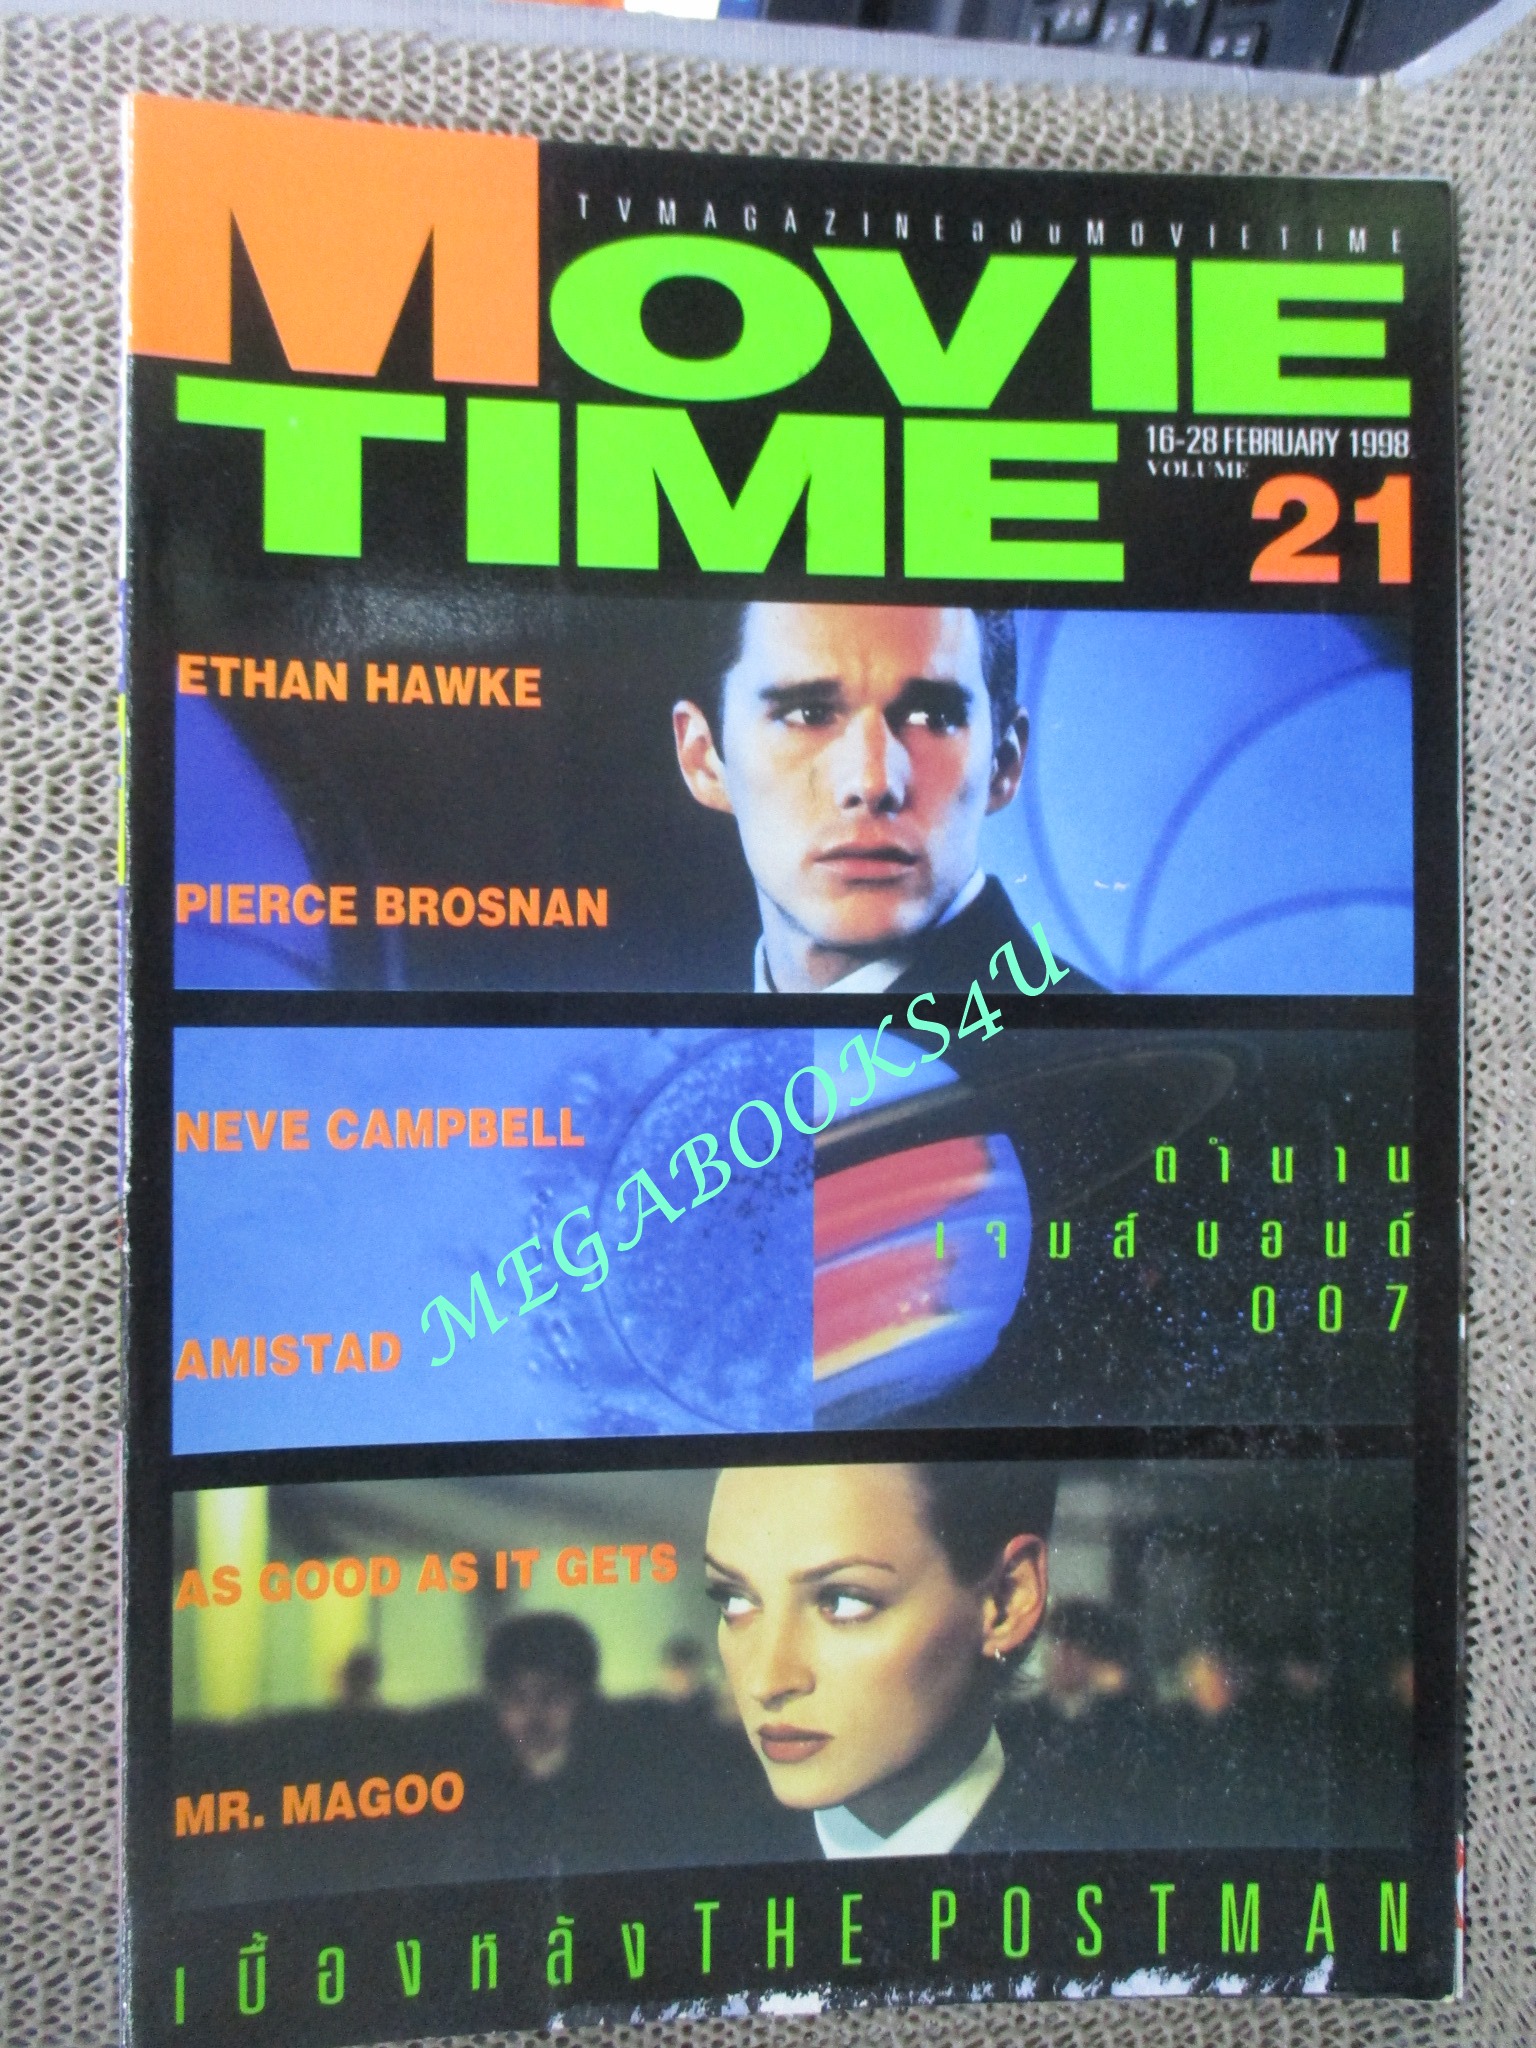 TVMAGAZINEฉบับMOVIETIME
MOVIE
TIME
16-28 FEBRUARY 1998
VOLUME
21
ETHAN HAWKE
PIERCE BROSNAN
NEVE CAMPBELL
AMISTAD
ตำนาน
เจมส์บอนด์
007
MEGABOOKS4U
AS GOOD AS IT GETS
MR. MAGOO
เบื้องหลังTHE POSTMAN